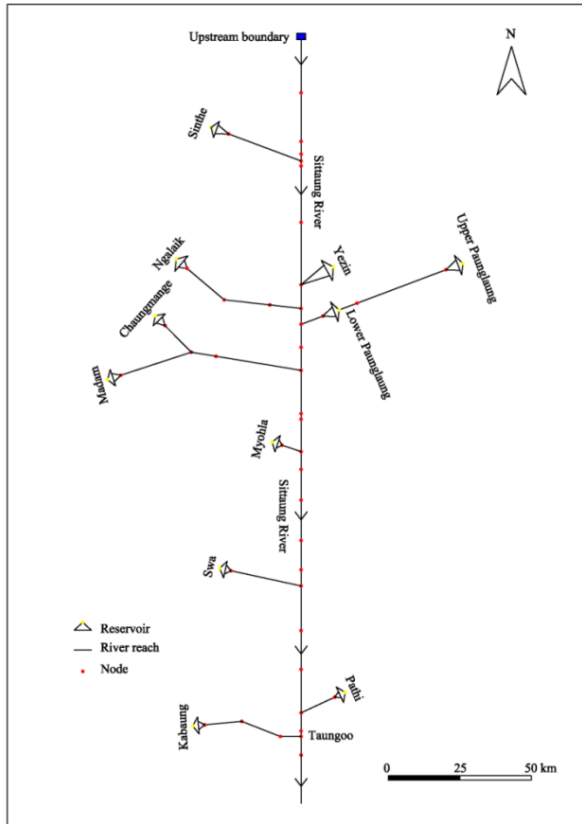 Upstream boundary
N
Sinthe
Sittaung River
Ngalaik
Yezin
Upper Paunglaung
Chaungmange
Lower Paunglaung
Madam
Myohla
Sittaung River
Swa
Reservoir
River reach
Node
Pathi
Kabaung
Taungoo
0 25 50 km